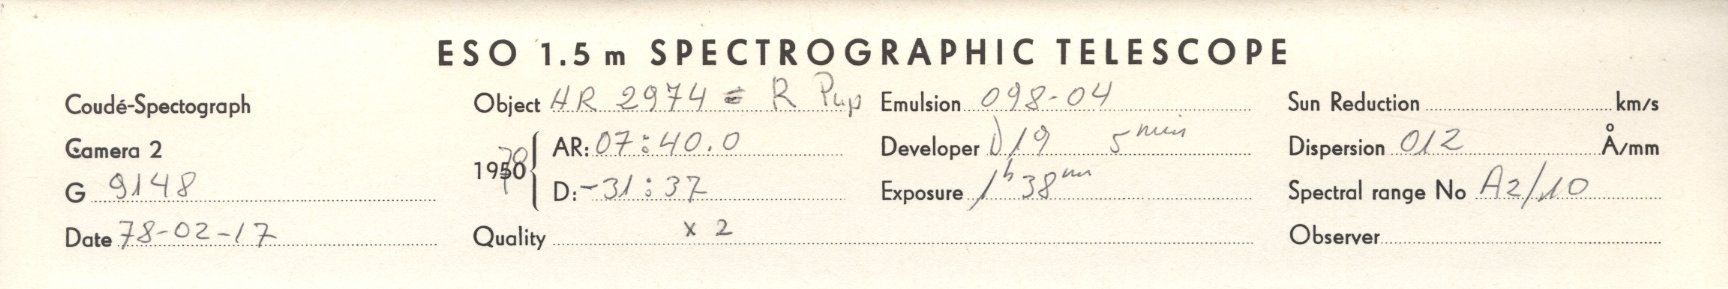 ESO 1.5 m SPECTROGRAPHIC TELESCOPE
Coudé-Spectograph Object HR 2974 = R Pup Emulsion 098-04 Sun Reduction km/s
Camera 2 1950 70 AR: 07:40.0 Developer D19 5 min Dispersion 012 Å/mm
G 9148 D: -31:37 Exposure 1h 38m Spectral range No A2/10
Date 78-02-17 Quality x 2 Observer